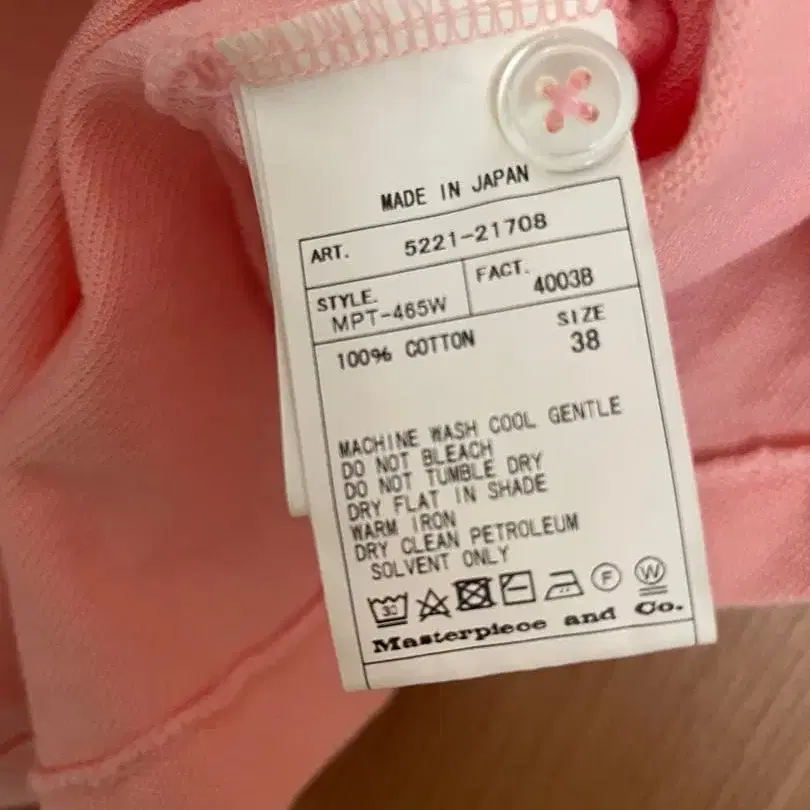 MADE IN JAPAN
ART. 5221-21708
STYLE. MPT-465W
FACT. 4003B
100% COTTON
SIZE 38
MACHINE WASH COOL GENTLE
DO NOT BLEACH
DO NOT TUMBLE DRY
DRY FLAT IN SHADE
WARM IRON
DRY CLEAN PETROLEUM
SOLVENT ONLY
30 F W
Masterpiece and Co.